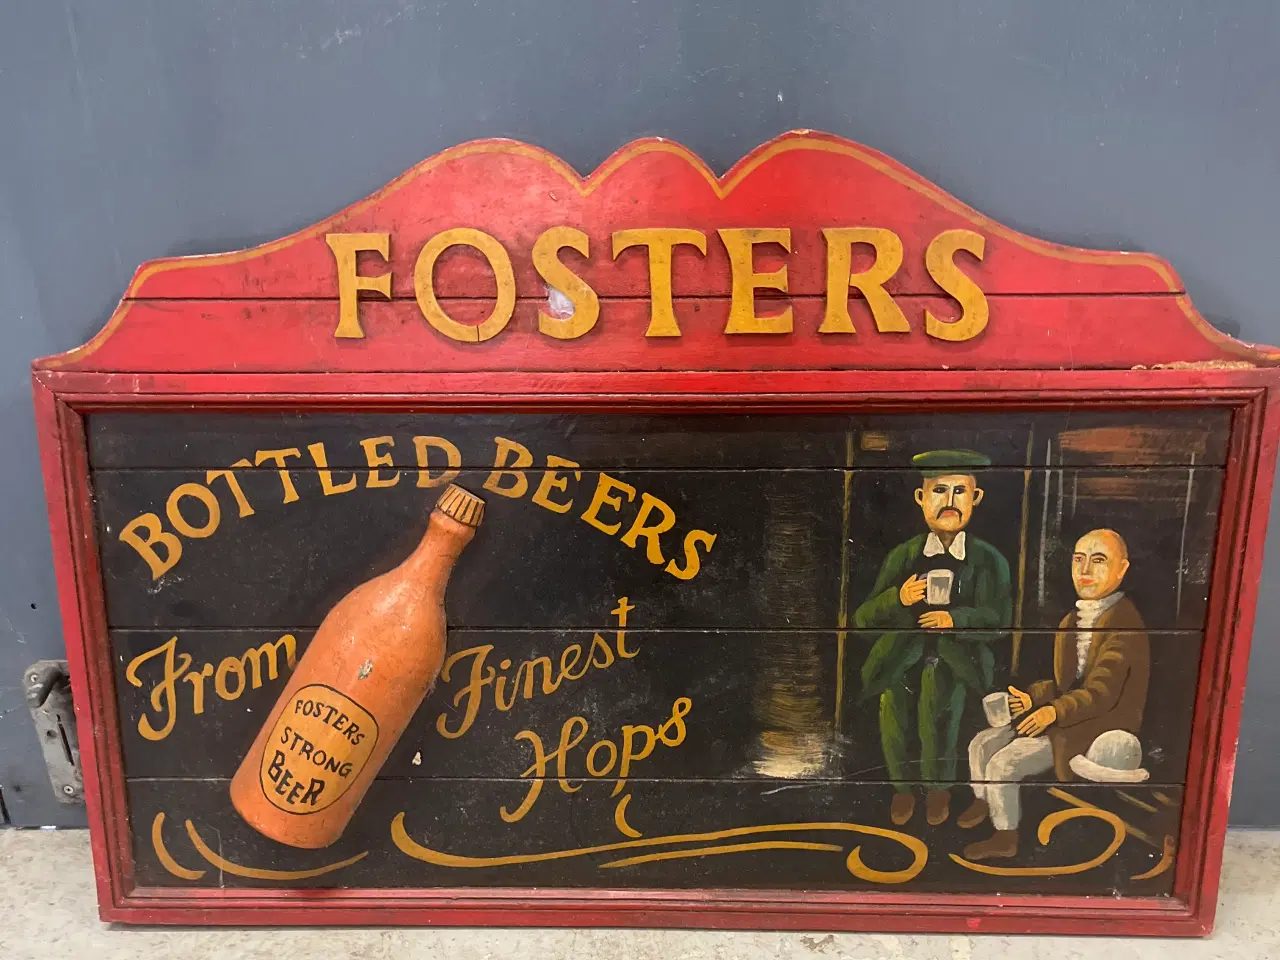 FOSTERS
BOTTLED BEERS
From Finest
Hops
FOSTERS
STRONG
BEER